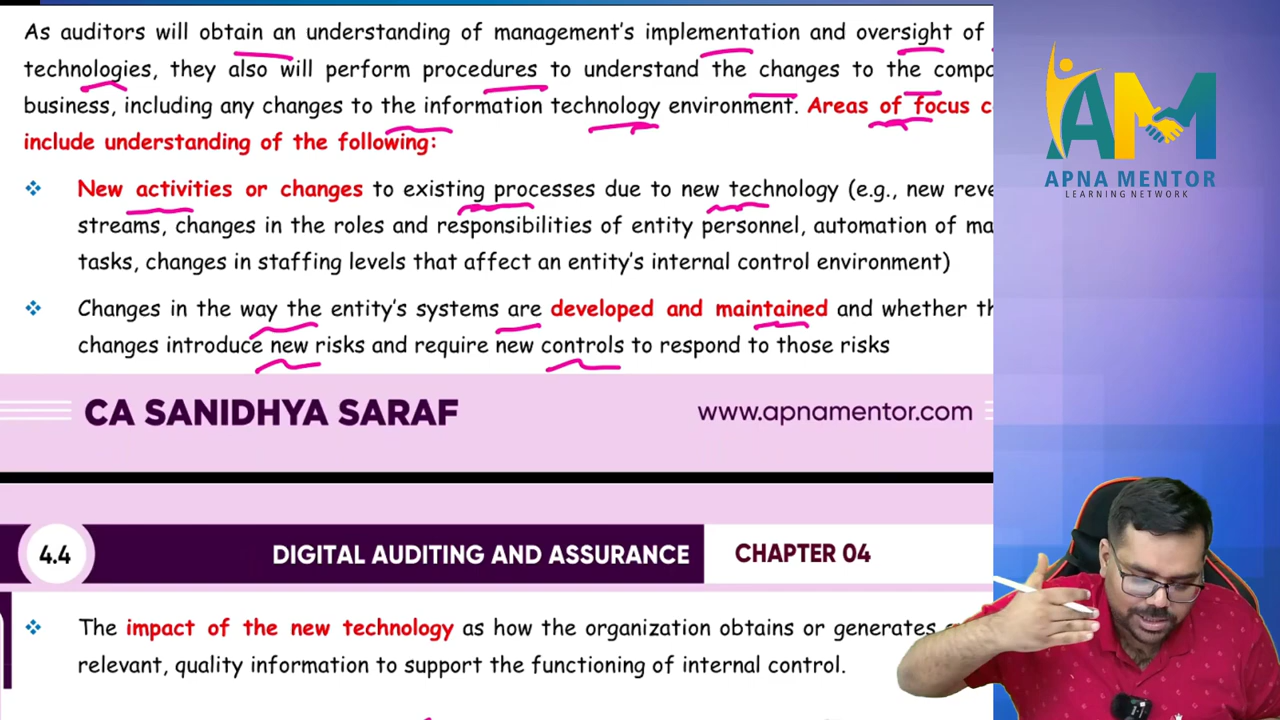 As auditors will obtain an understanding of management's implementation and oversight of
technologies, they also will perform procedures to understand the changes to the
business, including any changes to the information technology environment. Areas of focus
include understanding of the following:
New activities or changes to existing processes due to new technology (e.g., new
streams, changes in the roles and responsibilities of entity personnel, automation of
tasks, changes in staffing levels that affect an entity's internal control environment)
Changes in the way the entity's systems are developed and maintained and whether
changes introduce new risks and require new controls to respond to those risks
CA SANIDHYA SARAF
www.apnamentor.com
4.4
DIGITAL AUDITING AND ASSURANCE
CHAPTER 04
The impact of the new technology as how the organization obtains or generates
relevant, quality information to support the functioning of internal control.
AM
APNA MENTOR
LEARNING NETWORK